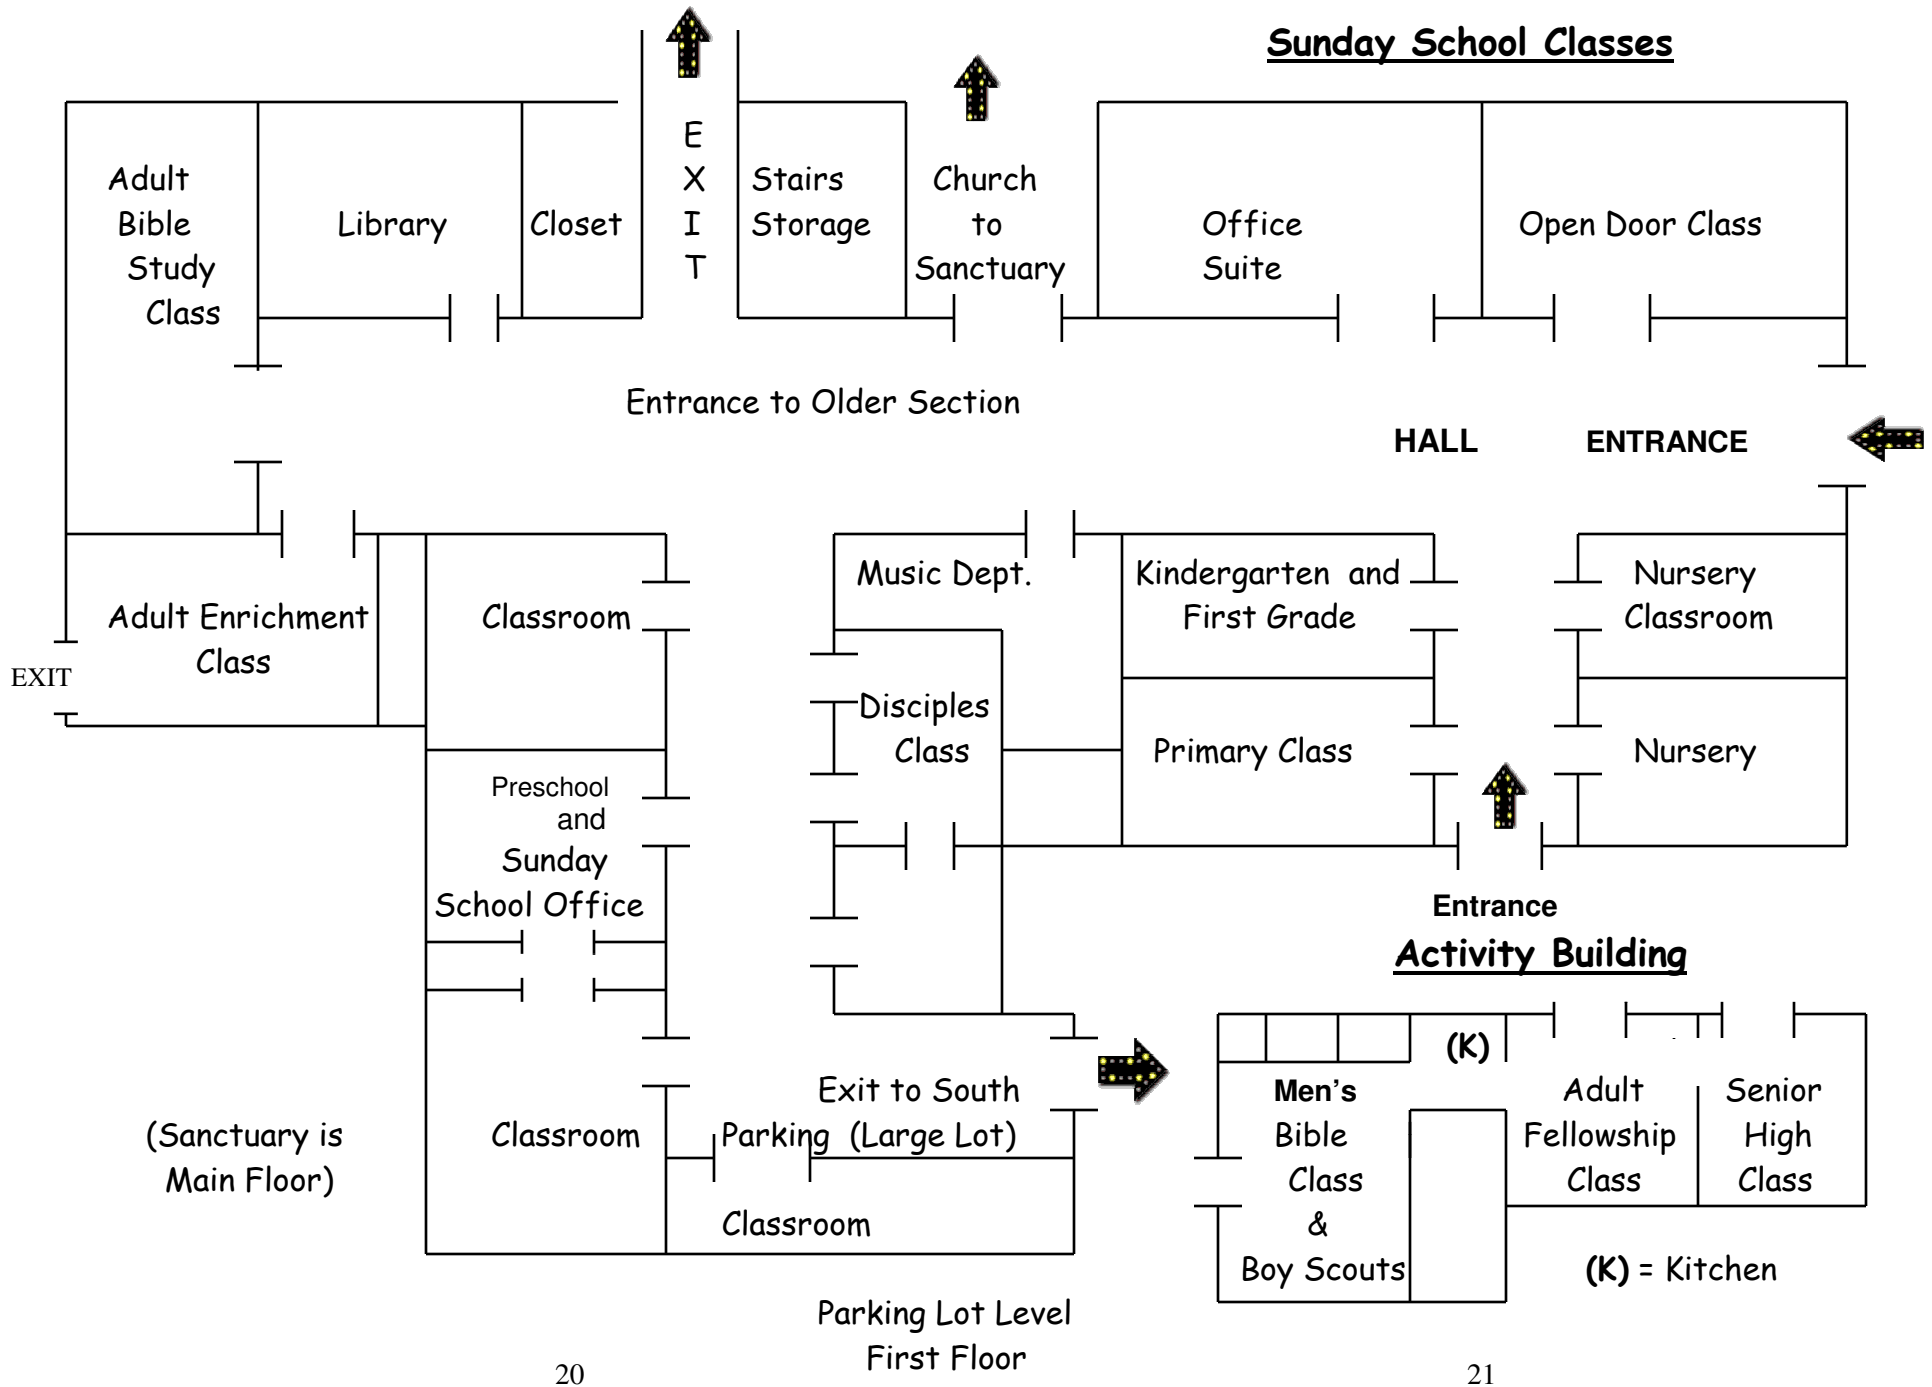 Sunday School Classes
Adult
Bible
Study
Class
Library
Closet
E
X
I
T
Stairs
Storage
Church
to
Sanctuary
Office
Suite
Open Door Class
Entrance to Older Section
HALL
ENTRANCE
Adult Enrichment
Class
EXIT
Classroom
Music Dept.
Kindergarten and
First Grade
Nursery
Classroom
Disciples
Class
Primary Class
Nursery
Preschool
and
Sunday
School Office
Entrance
Activity Building
(Sanctuary is
Main Floor)
Classroom
Exit to South
Parking (Large Lot)
Classroom
(K)
Men's
Bible
Class
&
Boy Scouts
Adult
Fellowship
Class
Senior
High
Class
(K) = Kitchen
Parking Lot Level
First Floor
20
21